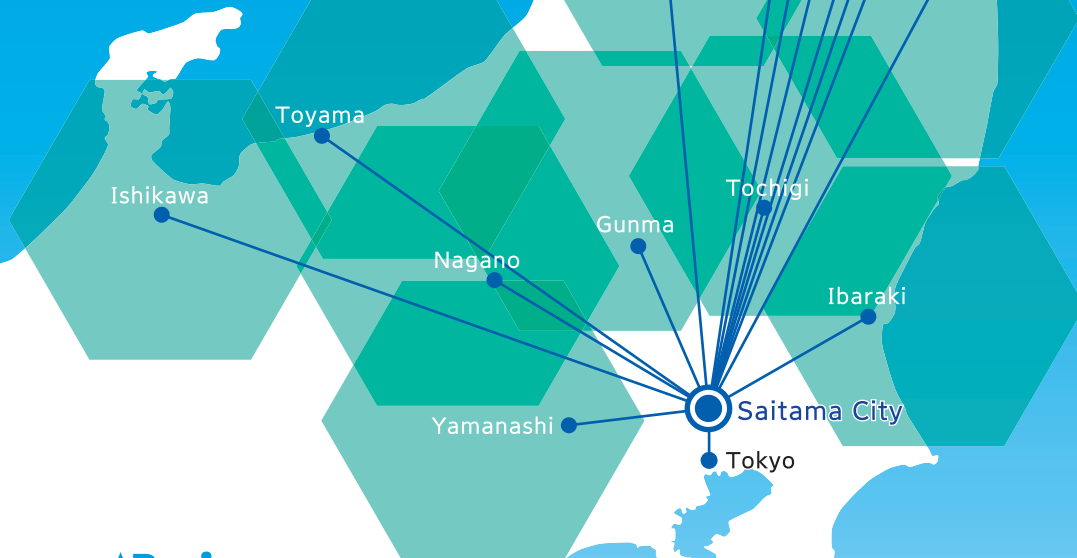 Toyama
Ishikawa
Tochigi
Gunma
Nagano
Ibaraki
Saitama City
Yamanashi
Tokyo